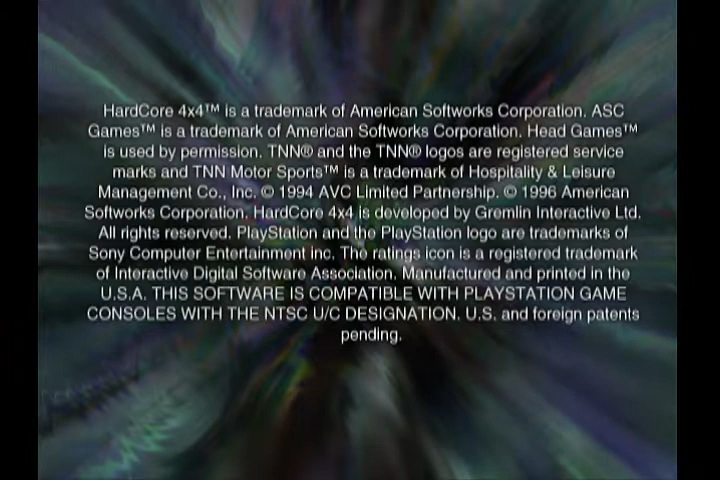 HardCore 4x4™ is a trademark of American Softworks Corporation. ASC
Games™ is a trademark of American Softworks Corporation. Head Games™
is used by permission. TNN® and the TNN® logos are registered service
marks and TNN Motor Sports™ is a trademark of Hospitality & Leisure
Management Co., Inc. © 1994 AVC Limited Partnership. © 1996 American
Softworks Corporation. HardCore 4x4 is developed by Gremlin Interactive Ltd.
All rights reserved. PlayStation and the PlayStation logo are trademarks of
Sony Computer Entertainment inc. The ratings icon is a registered trademark
of Interactive Digital Software Association. Manufactured and printed in the
U.S.A. THIS SOFTWARE IS COMPATIBLE WITH PLAYSTATION GAME
CONSOLES WITH THE NTSC U/C DESIGNATION. U.S. and foreign patents
pending.